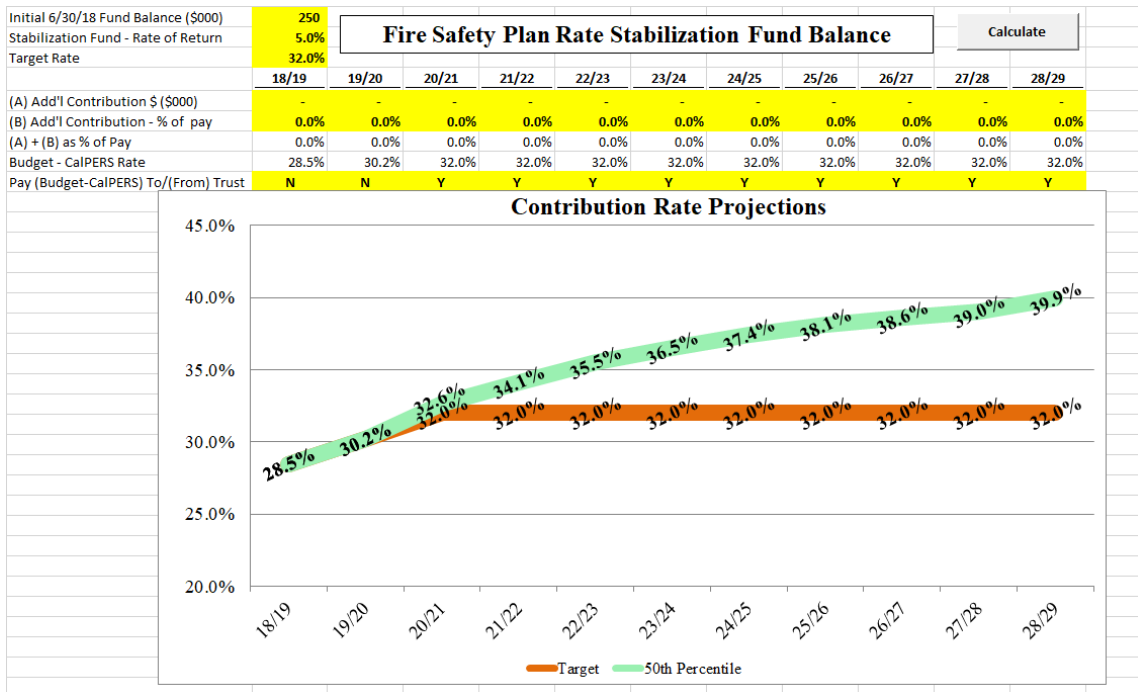 Initial 6/30/18 Fund Balance ($000) 250
Stabilization Fund - Rate of Return 5.0%
Target Rate 32.0%
Fire Safety Plan Rate Stabilization Fund Balance
Calculate
18/19 19/20 20/21 21/22 22/23 23/24 24/25 25/26 26/27 27/28 28/29
(A) Add'l Contribution $ ($000) - - - - - - - - - - -
(B) Add'l Contribution - % of pay 0.0% 0.0% 0.0% 0.0% 0.0% 0.0% 0.0% 0.0% 0.0% 0.0% 0.0%
(A) + (B) as % of Pay 0.0% 0.0% 0.0% 0.0% 0.0% 0.0% 0.0% 0.0% 0.0% 0.0% 0.0%
Budget - CalPERS Rate 28.5% 30.2% 32.0% 32.0% 32.0% 32.0% 32.0% 32.0% 32.0% 32.0% 32.0%
Pay (Budget-CalPERS) To/(From) Trust N N Y Y Y Y Y Y Y Y Y
Contribution Rate Projections
45.0%
40.0%
35.0%
30.0%
25.0%
20.0%
28.5% 30.2% 32.6% 34.1% 35.5% 36.5% 37.4% 38.1% 38.6% 39.0% 39.9%
32.0% 32.0% 32.0% 32.0% 32.0% 32.0% 32.0% 32.0% 32.0%
18/19 19/20 20/21 21/22 22/23 23/24 24/25 25/26 26/27 27/28 28/29
Target 50th Percentile